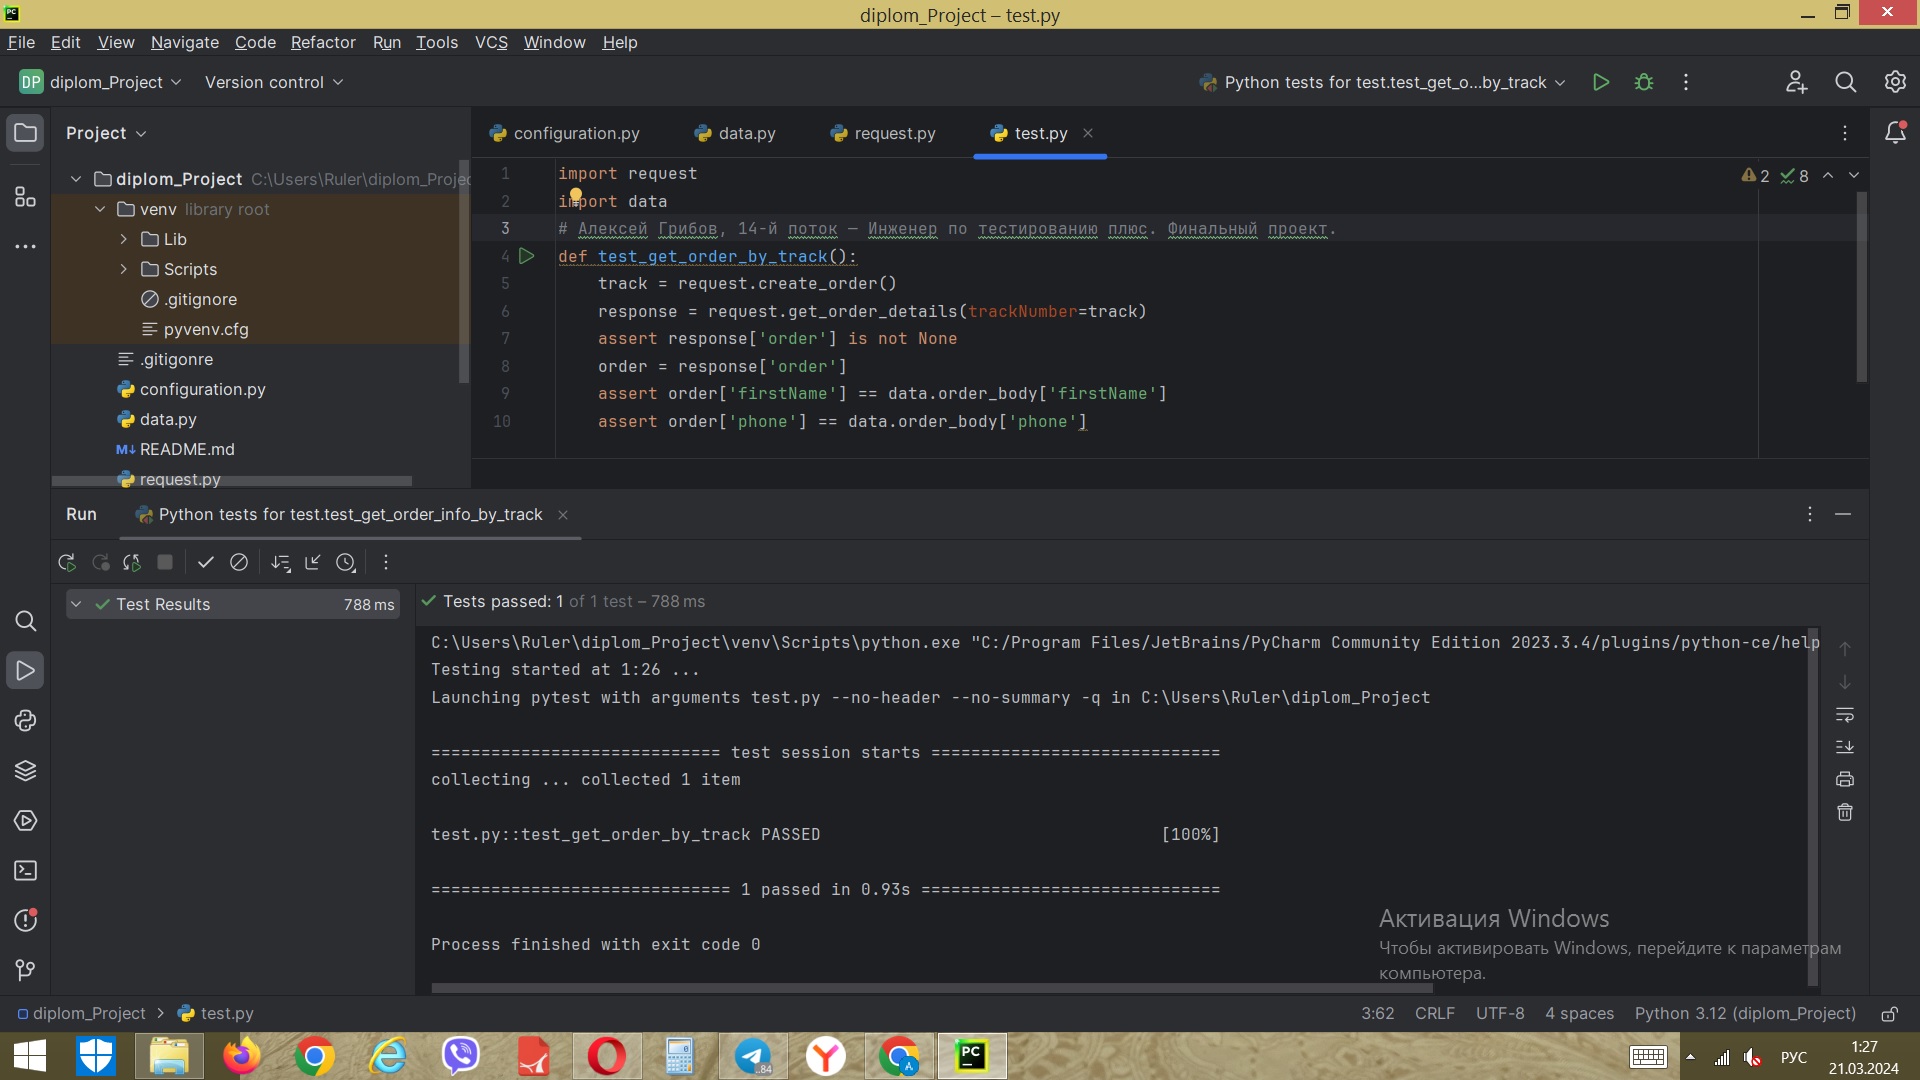 diplom_Project – test.py
File Edit View Navigate Code Refactor Run Tools VCS Window Help
DP diplom_Project Version control Python tests for test.test_get_o...by_track
Project
configuration.py data.py request.py test.py
diplom_Project C:\Users\Ruler\diplom_Projec
venv library root
Lib
Scripts
.gitignore
pyvenv.cfg
.gitigonre
configuration.py
data.py
README.md
request.py
2 8
1 import request
2 import data
3 # Алексей Грибов, 14-й поток — Инженер по тестированию плюс. Финальный проект.
4 def test_get_order_by_track():
5 track = request.create_order()
6 response = request.get_order_details(trackNumber=track)
7 assert response['order'] is not None
8 order = response['order']
9 assert order['firstName'] == data.order_body['firstName']
10 assert order['phone'] == data.order_body['phone']
Run Python tests for test.test_get_order_info_by_track
Test Results 788 ms
Tests passed: 1 of 1 test – 788 ms
C:\Users\Ruler\diplom_Project\venv\Scripts\python.exe "C:/Program Files/JetBrains/PyCharm Community Edition 2023.3.4/plugins/python-ce/help
Testing started at 1:26 ...
Launching pytest with arguments test.py --no-header --no-summary -q in C:\Users\Ruler\diplom_Project
============================= test session starts =============================
collecting ... collected 1 item
test.py::test_get_order_by_track PASSED [100%]
============================== 1 passed in 0.93s ==============================
Process finished with exit code 0
Активация Windows
Чтобы активировать Windows, перейдите к параметрам
компьютера.
diplom_Project > test.py 3:62 CRLF UTF-8 4 spaces Python 3.12 (diplom_Project)
РУС 1:27
21.03.2024